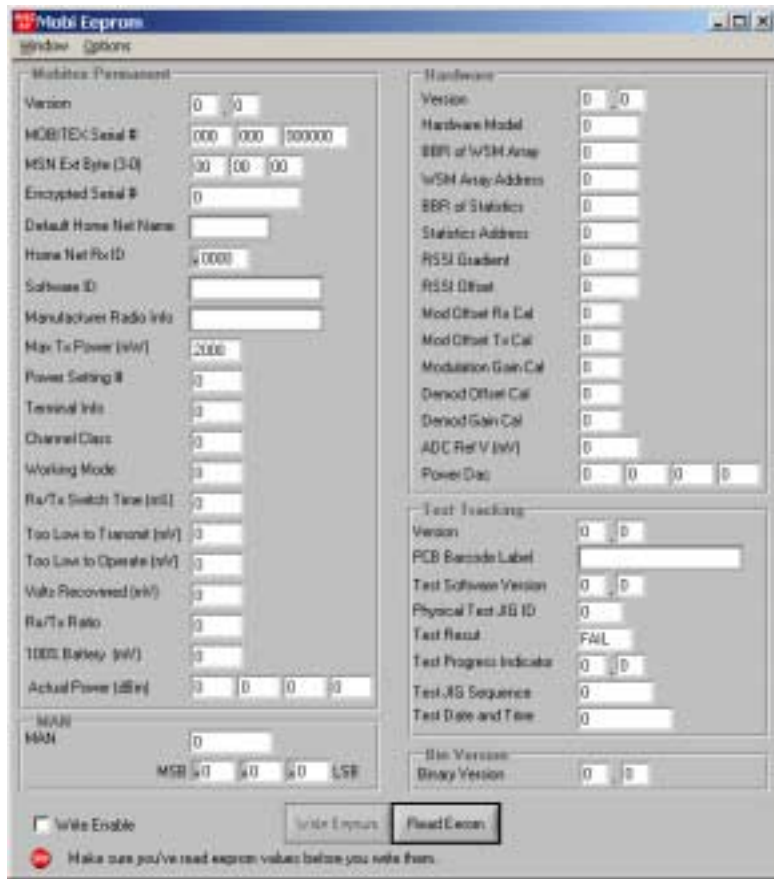 Mobi Eeprom
Window Options
Mobitex Permanent
Version 0 . 0
MOBITEX Serial # 000 000 000000
MSN Ext Byte (3-0) 00 00 00
Encrypted Serial # 0
Default Home Net Name
Home Net Rx ID x0000
Software ID
Manufacturer Radio Info
Max Tx Power (mW) 2000
Power Setting # 0
Terminal Info 0
Channel Class 0
Working Mode 0
Rx/Tx Switch Time (mS) 0
Too Low to Transmit (mV) 0
Too Low to Operate (mV) 0
Volts Recovered (mV) 0
Rx/Tx Ratio 0
100% Battery (mV) 0
Actual Power (dBm) 0 0 0 0
MAN
MAN 0
MSB x0 x0 x0 LSB
Hardware
Version 0 . 0
Hardware Model 0
BBPI of WSM Array 0
WSM Array Address 0
BBPI of Statistics 0
Statistics Address 0
RSSI Gradient 0
RSSI Offset 0
Mod Offset Rx Cal 0
Mod Offset Tx Cal 0
Modulation Gain Cal 0
Demod Offset Cal 0
Demod Gain Cal 0
ADC Ref V (mV) 0
Power Dac 0 0 0 0
Test Tracking
Version 0 . 0
PCB Barcode Label
Test Software Version 0 . 0
Physical Test JIG ID 0
Test Result FAIL
Test Progress Indicator 0 . 0
Test JIG Sequence 0
Test Date and Time 0
Bin Version
Binary Version 0 . 0
Write Enable
Write Eeprom Read Eeprom
Make sure you've read eeprom values before you write them.